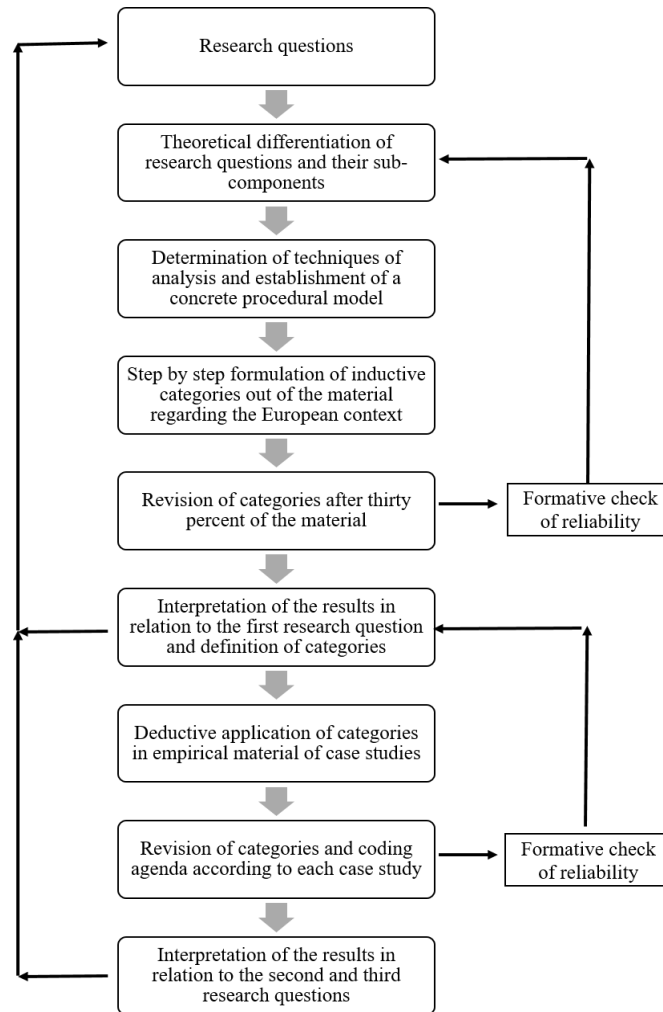 Research questions
Theoretical differentiation of
research questions and their sub-
components
Determination of techniques of
analysis and establishment of a
concrete procedural model
Step by step formulation of inductive
categories out of the material
regarding the European context
Revision of categories after thirty
percent of the material
Formative check
of reliability
Interpretation of the results in
relation to the first research question
and definition of categories
Deductive application of categories
in empirical material of case studies
Revision of categories and coding
agenda according to each case study
Formative check
of reliability
Interpretation of the results in
relation to the second and third
research questions